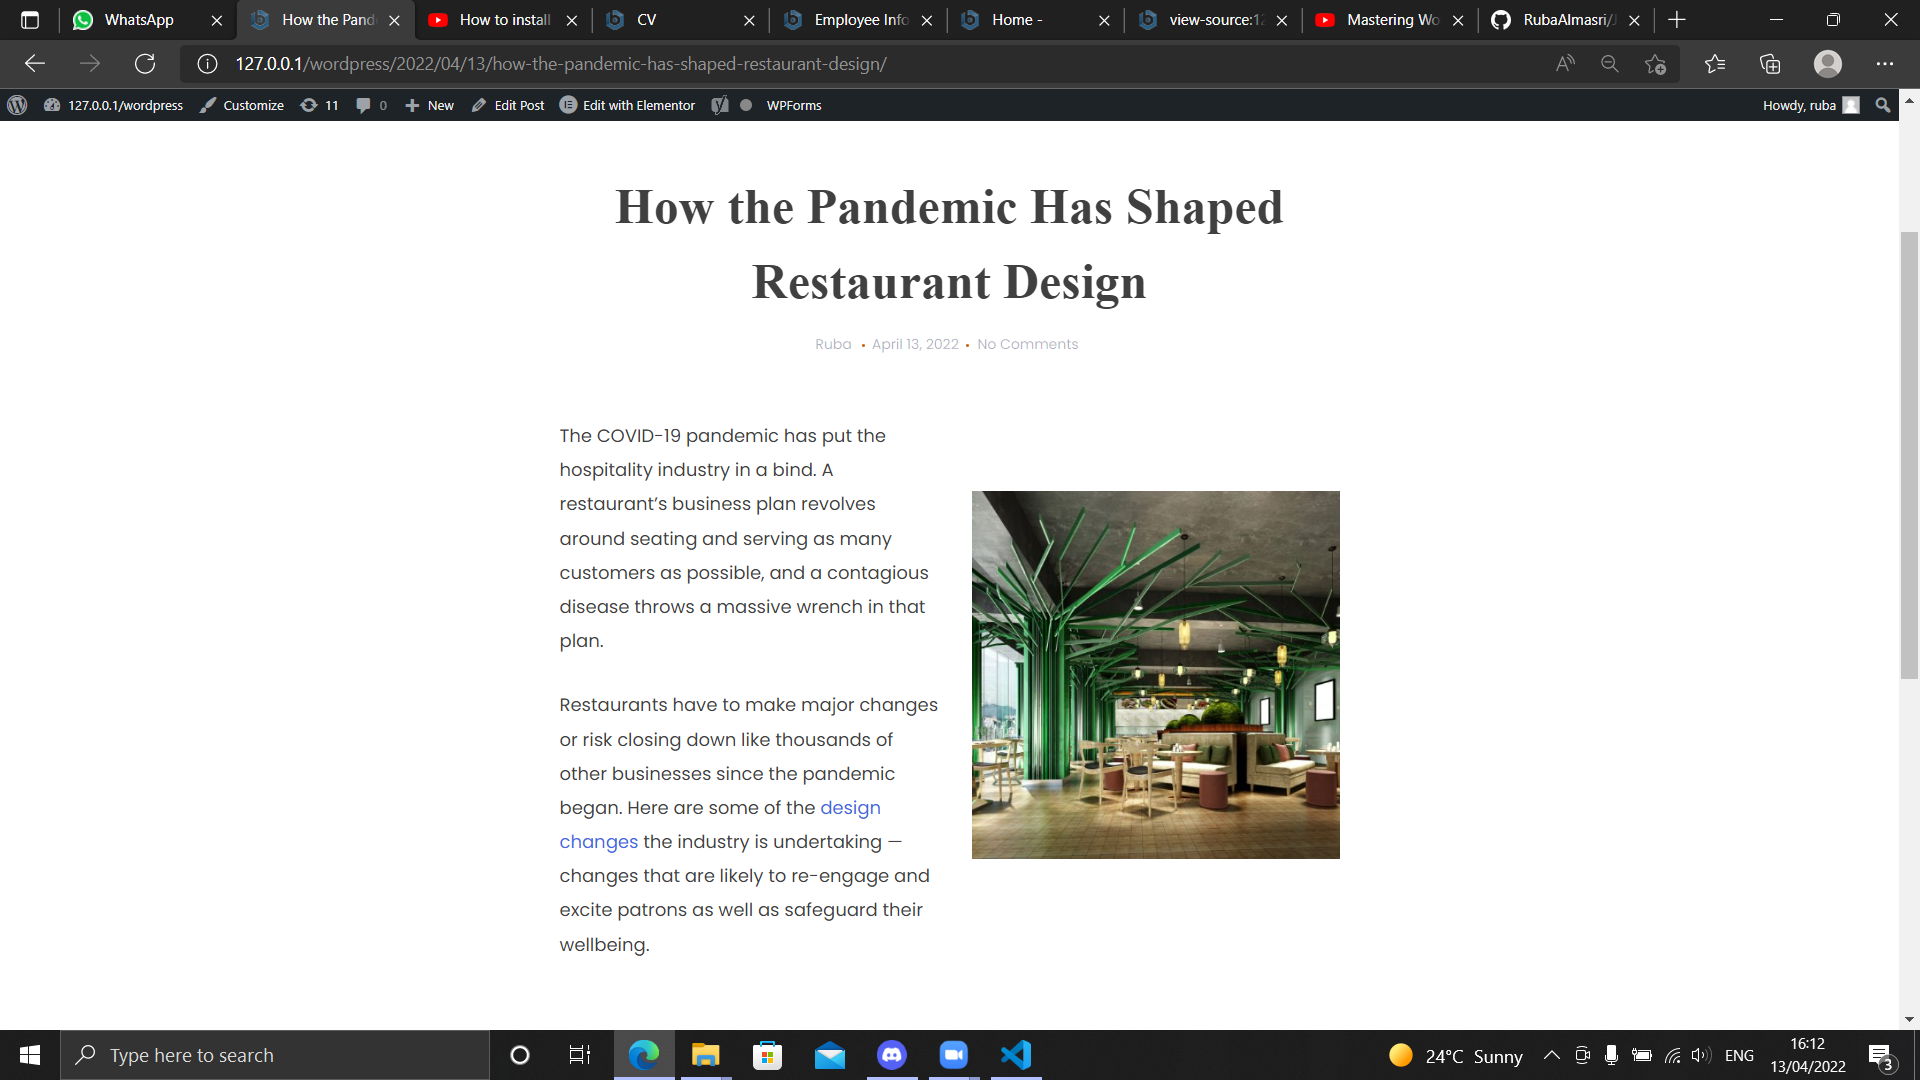 WhatsApp
How the Pand
How to install
CV
Employee Info
Home -
view-source:12
Mastering Wo
RubaAlmasri/J
127.0.0.1/wordpress/2022/04/13/how-the-pandemic-has-shaped-restaurant-design/
127.0.0.1/wordpress
Customize
11
0
New
Edit Post
Edit with Elementor
WPForms
Howdy, ruba
How the Pandemic Has Shaped
Restaurant Design
Ruba • April 13, 2022 • No Comments
The COVID-19 pandemic has put the
hospitality industry in a bind. A
restaurant’s business plan revolves
around seating and serving as many
customers as possible, and a contagious
disease throws a massive wrench in that
plan.
Restaurants have to make major changes
or risk closing down like thousands of
other businesses since the pandemic
began. Here are some of the design
changes the industry is undertaking —
changes that are likely to re-engage and
excite patrons as well as safeguard their
wellbeing.
Type here to search
24°C Sunny
ENG
16:12
13/04/2022
3